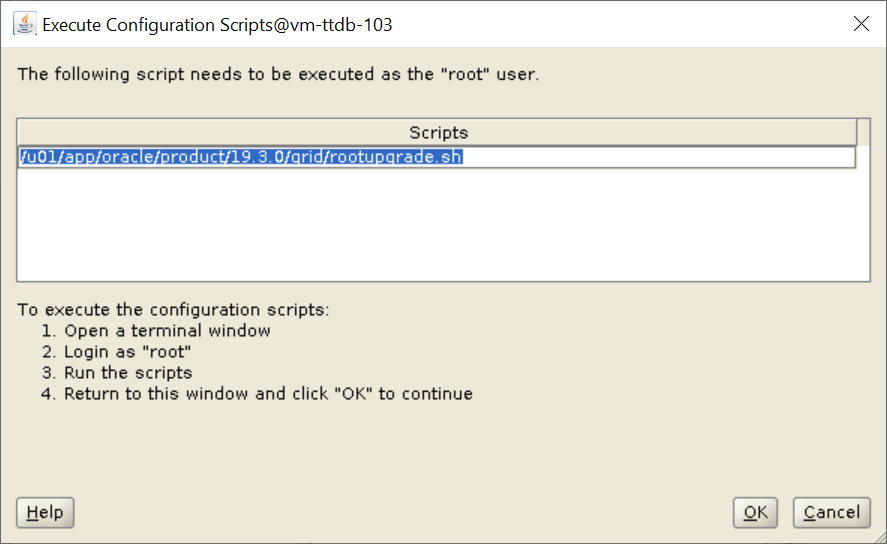 Execute Configuration Scripts@vm-ttdb-103
The following script needs to be executed as the "root" user.
Scripts
/u01/app/oracle/product/19.3.0/grid/rootupgrade.sh
To execute the configuration scripts:
1. Open a terminal window
2. Login as "root"
3. Run the scripts
4. Return to this window and click "OK" to continue
Help
OK
Cancel